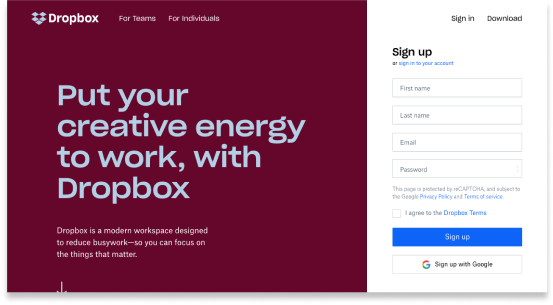 Dropbox
For Teams
For Individuals
Sign in
Download
Put your
creative energy
to work, with
Dropbox
Dropbox is a modern workspace designed
to reduce busywork—so you can focus on
the things that matter.
Sign up
or sign in to your account
First name
Last name
Email
Password
This page is protected by reCAPTCHA, and subject to
the Google Privacy Policy and Terms of service.
I agree to the Dropbox Terms
Sign up
Sign up with Google